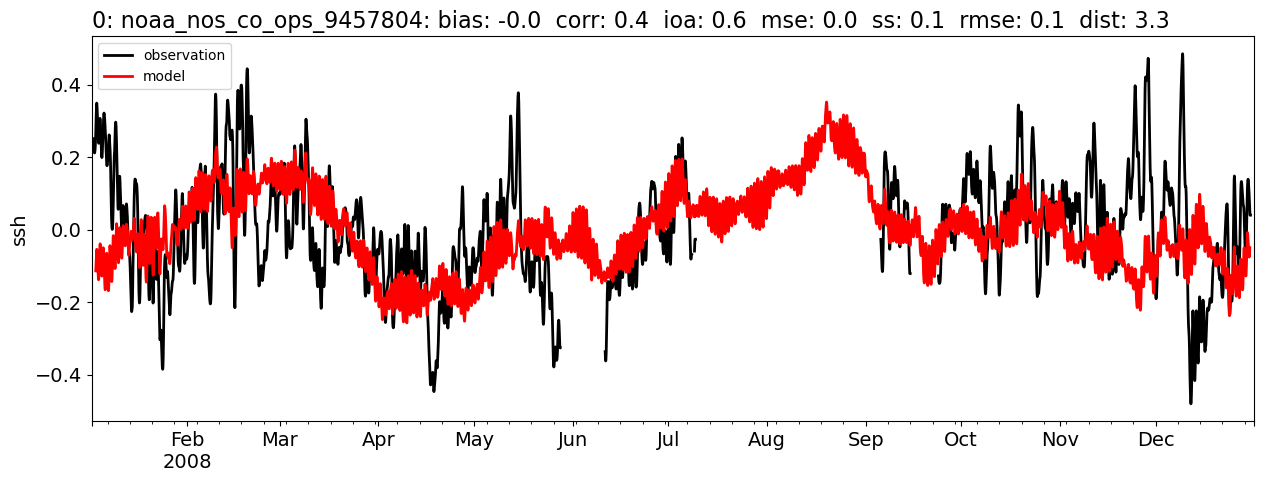 0: noaa_nos_co_ops_9457804: bias: -0.0  corr: 0.4  ioa: 0.6  mse: 0.0  ss: 0.1  rmse: 0.1  dist: 3.3
observation
model
0.4
0.2
0.0
−0.2
−0.4
ssh
Feb Mar Apr May Jun Jul Aug Sep Oct Nov Dec
2008